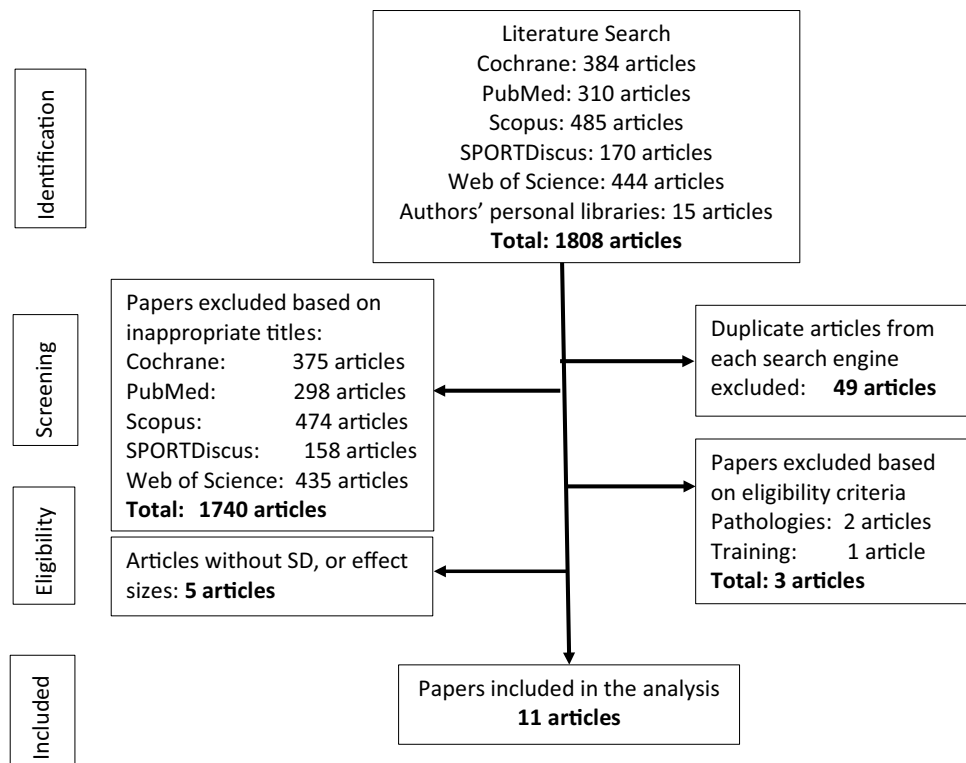 Literature Search
Cochrane: 384 articles
PubMed: 310 articles
Scopus: 485 articles
SPORTDiscus: 170 articles
Web of Science: 444 articles
Authors' personal libraries: 15 articles
Total: 1808 articles
Identification
Papers excluded based on
inappropriate titles:
Cochrane: 375 articles
PubMed: 298 articles
Scopus: 474 articles
SPORTDiscus: 158 articles
Web of Science: 435 articles
Total: 1740 articles
Duplicate articles from
each search engine
excluded: 49 articles
Screening
Papers excluded based
on eligibility criteria
Pathologies: 2 articles
Training: 1 article
Total: 3 articles
Eligibility
Articles without SD, or effect
sizes: 5 articles
Papers included in the analysis
11 articles
Included